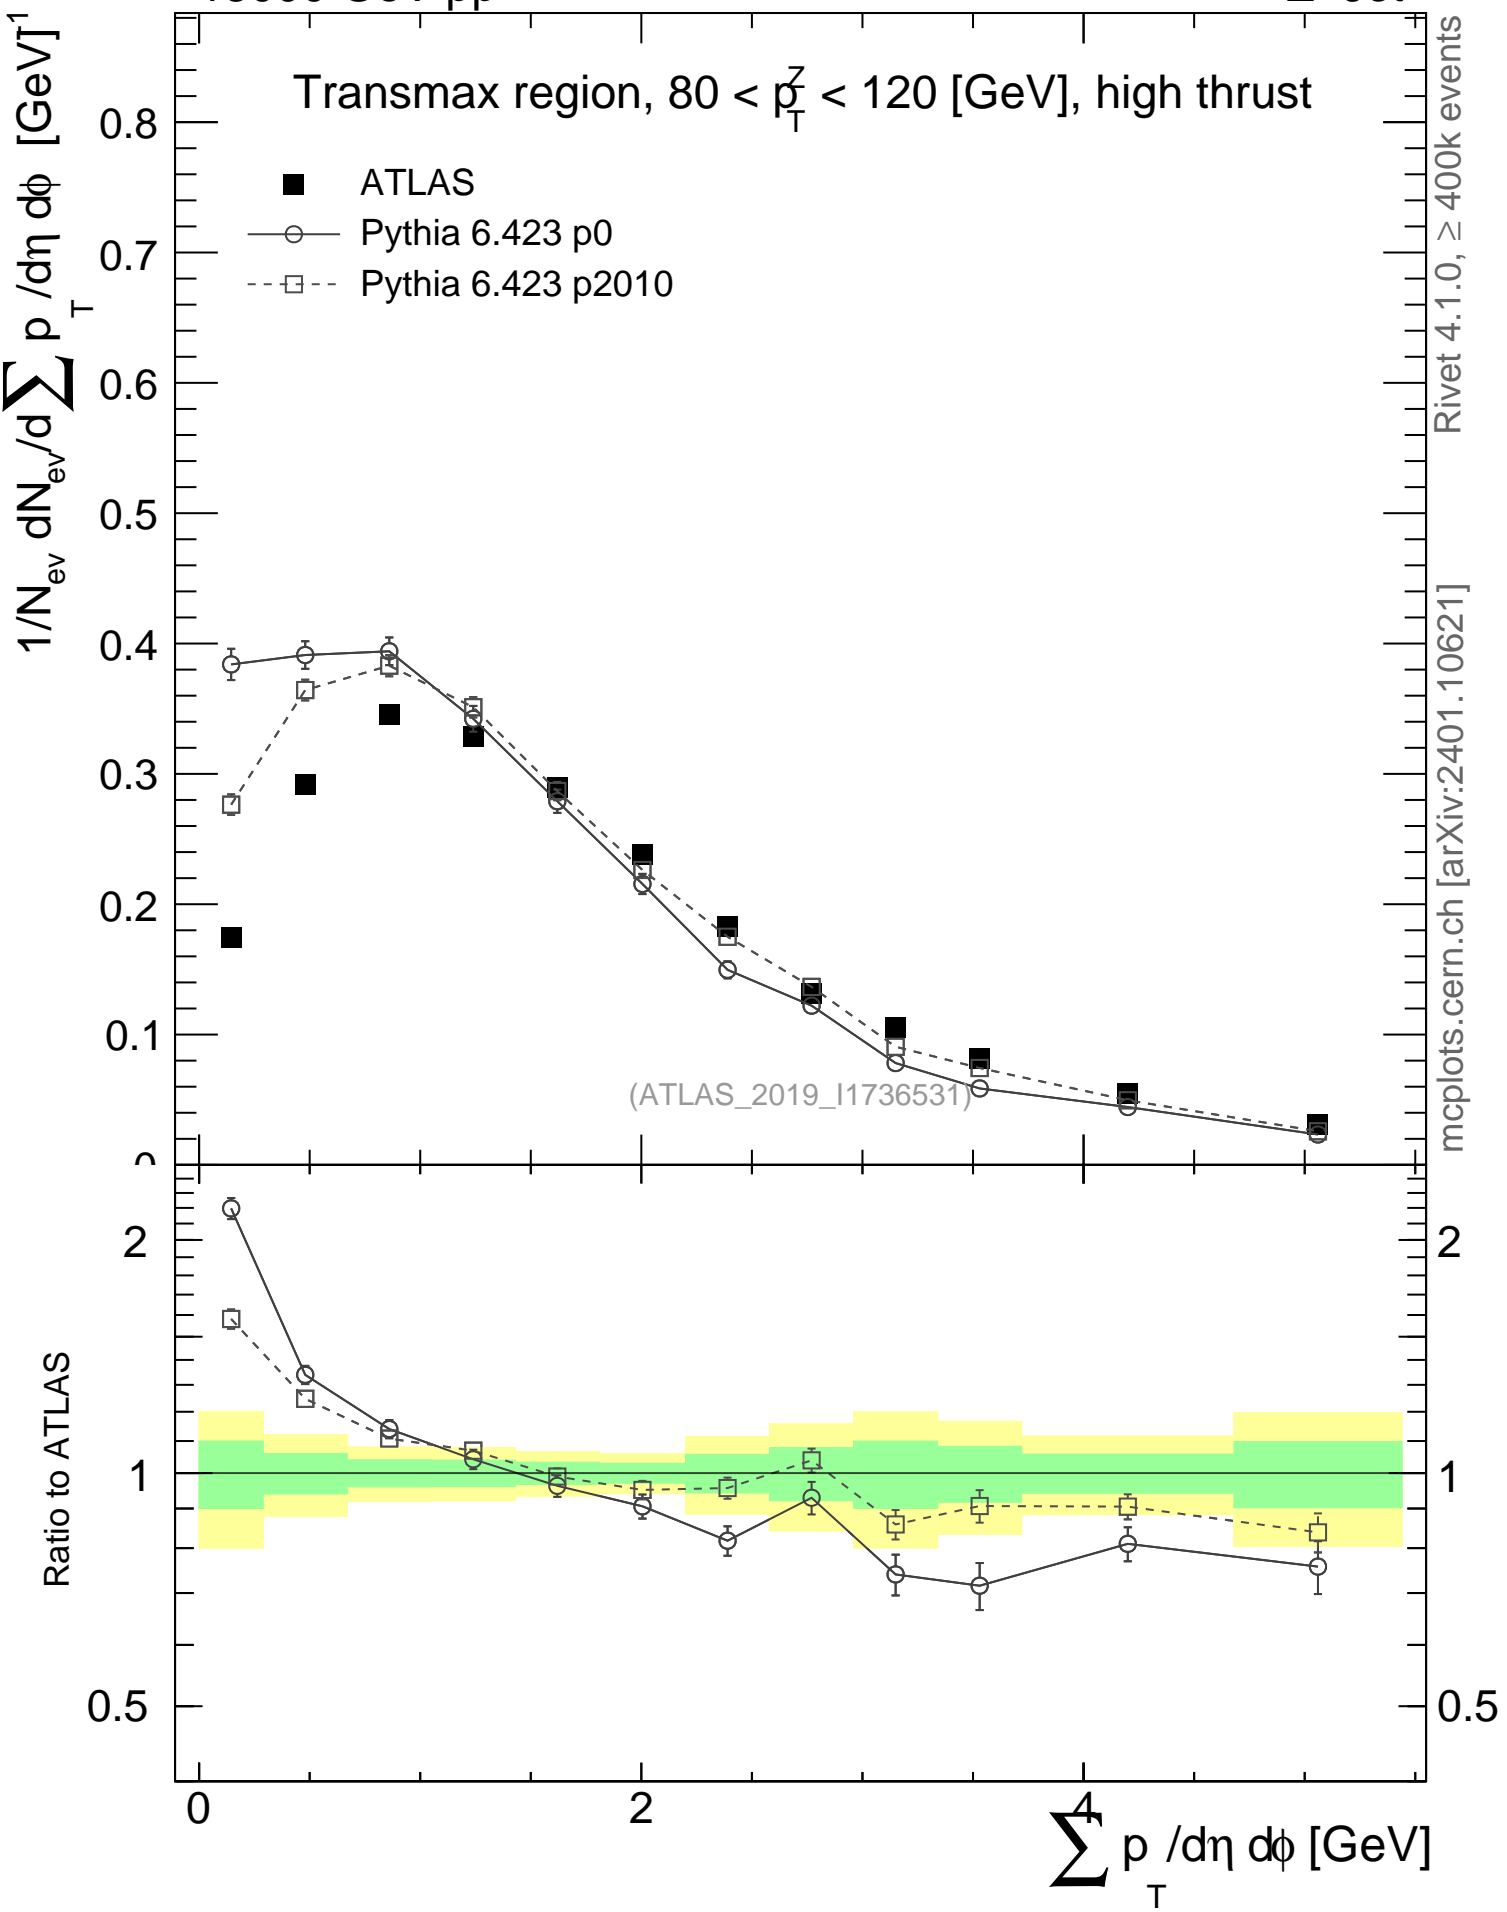 Transmax region, 80 < p_T^Z < 120 [GeV], high thrust
ATLAS
Pythia 6.423 p0
Pythia 6.423 p2010
1/N_ev dN_ev/d∑ p_T/dη dϕ [GeV]^-1
0.8
0.7
0.6
0.5
0.4
0.3
0.2
0.1
(ATLAS_2019_I1736531)
Rivet 4.1.0, ≥ 400k events
mcplots.cern.ch [arXiv:2401.10621]
Ratio to ATLAS
2
1
0.5
2
1
0.5
0 2 4
∑ p_T/dη dϕ [GeV]